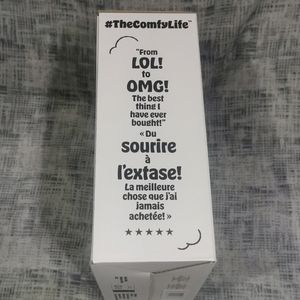 #TheComfyLife™
"From
LOL!
to
OMG!
The best
thing I
have ever
bought!"
« Du
sourire
à
l'extase!
La meilleure
chose que j'ai
jamais
achetée! »
★★★★★